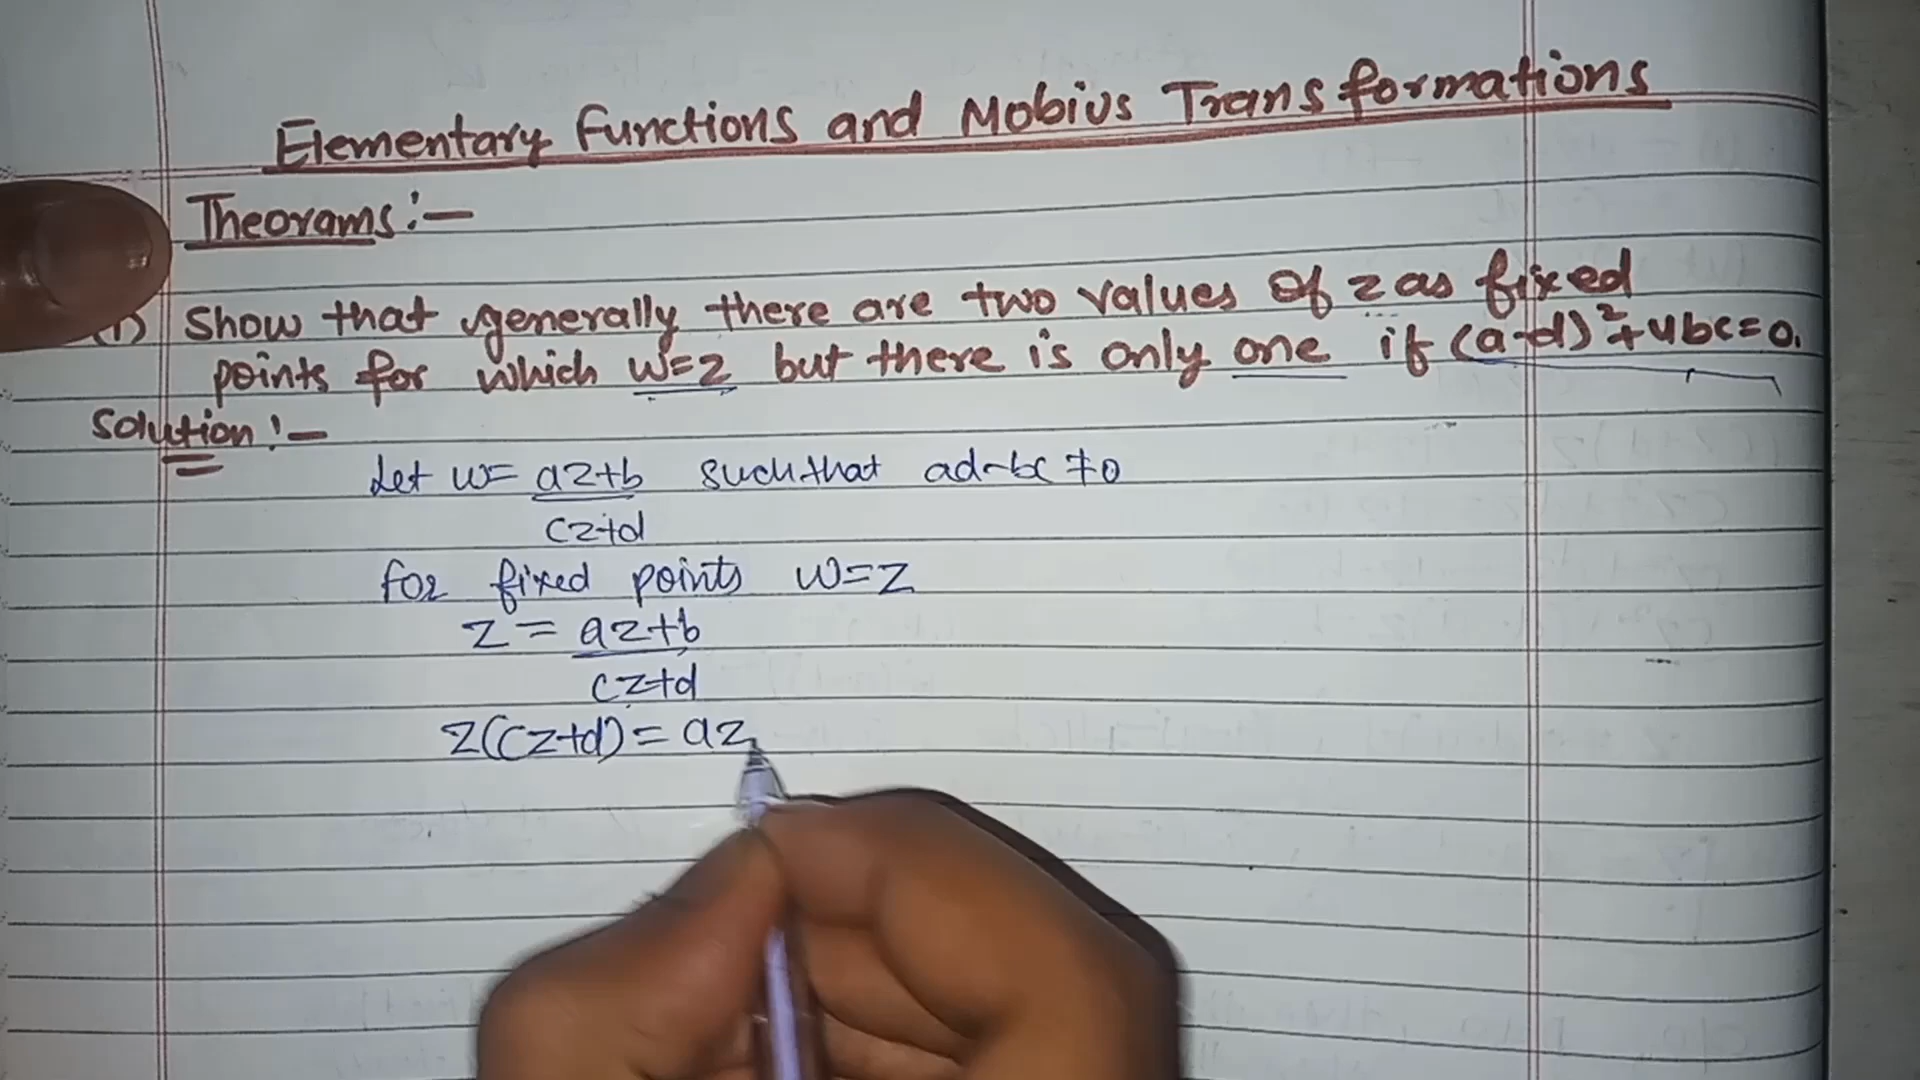 Elementary Functions and Mobius Transformations
Theorams:-
(1) Show that generally there are two values of z as fixed
points for which w=z but there is only one if (a-d)²+4bc=0.
Solution:-
Let w= az+b such that ad-bc ≠0
cz+d
for fixed points w=z
z = az+b
cz+d
z(cz+d)= az